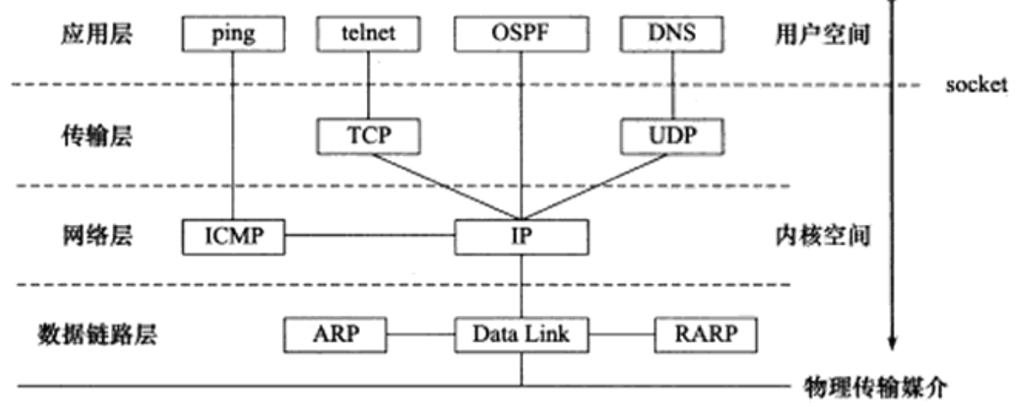 应用层 ping telnet OSPF DNS 用户空间
socket
传输层 TCP UDP
网络层 ICMP IP 内核空间
数据链路层 ARP Data Link RARP
物理传输媒介